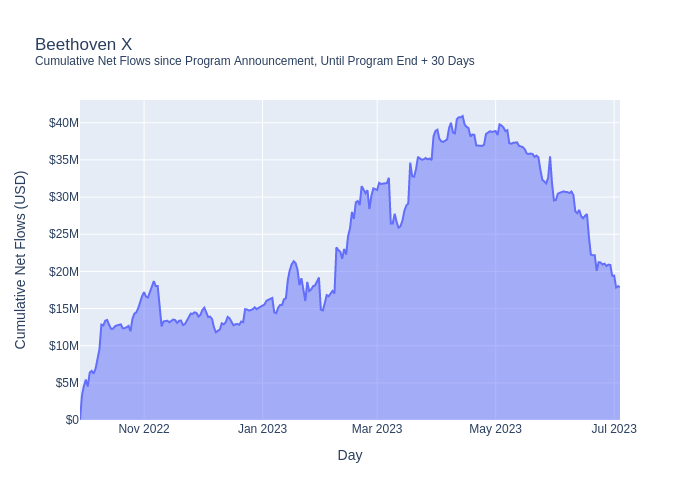 Beethoven X
Cumulative Net Flows since Program Announcement, Until Program End + 30 Days
$40M
$35M
$30M
$25M
$20M
$15M
$10M
$5M
$0
Cumulative Net Flows (USD)
Nov 2022
Jan 2023
Mar 2023
May 2023
Jul 2023
Day